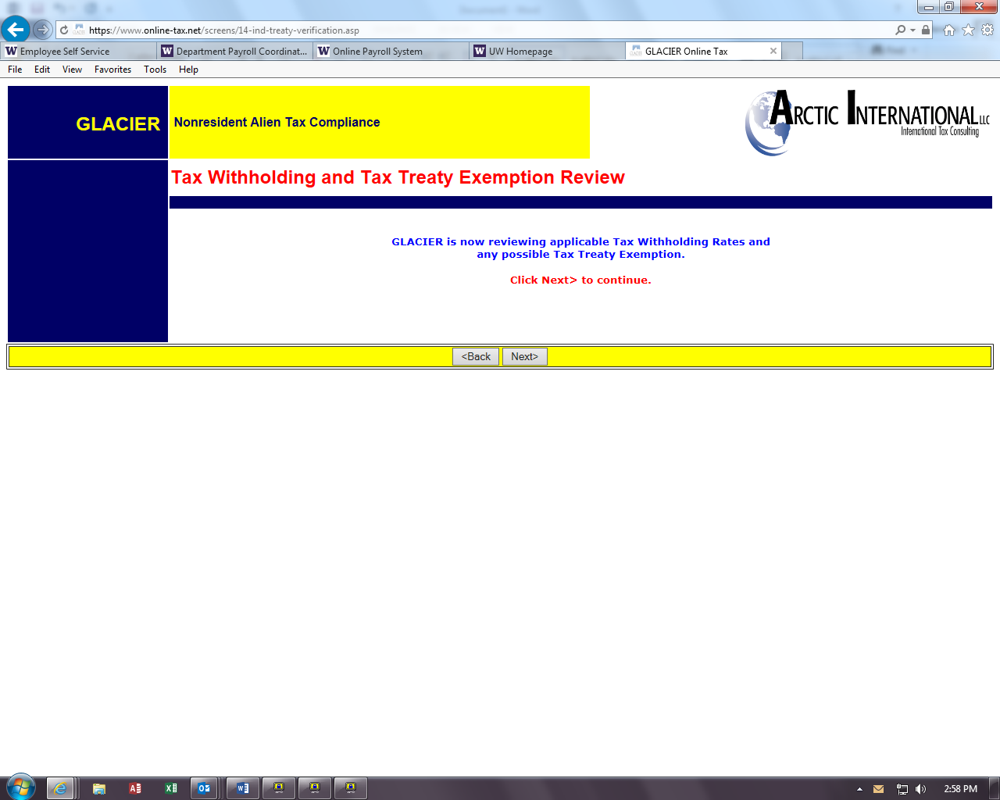 https://www.online-tax.net/screens/14-ind-treaty-verification.asp
Employee Self Service
Department Payroll Coordinat...
Online Payroll System
UW Homepage
GLACIER Online Tax
File Edit View Favorites Tools Help
GLACIER
Nonresident Alien Tax Compliance
ARCTIC INTERNATIONAL LLC
International Tax Consulting
Tax Withholding and Tax Treaty Exemption Review
GLACIER is now reviewing applicable Tax Withholding Rates and
any possible Tax Treaty Exemption.
Click Next> to continue.
<Back Next>
2:58 PM